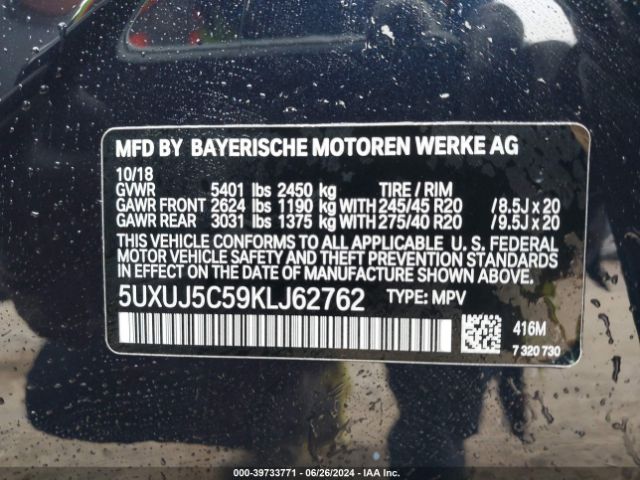 MFD BY BAYERISCHE MOTOREN WERKE AG
10/18
GVWR 5401 lbs 2450 kg TIRE / RIM
GAWR FRONT 2624 lbs 1190 kg WITH 245/45 R20 / 8.5J x 20
GAWR REAR 3031 lbs 1375 kg WITH 275/40 R20 / 9.5J x 20
THIS VEHICLE CONFORMS TO ALL APPLICABLE U. S. FEDERAL
MOTOR VEHICLE SAFETY, BUMPER, AND
THEFT PREVENTION STANDARDS IN EFFECT
ON THE DATE OF MANUFACTURE SHOWN ABOVE.
5UXUJ5C59KLJ62762 TYPE: MPV
416M
7 320 730
000-39733771 - 06/26/2024 - IAA Inc.